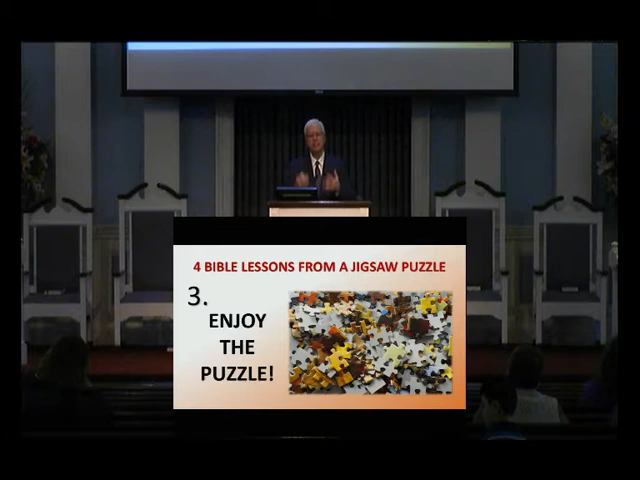 4 BIBLE LESSONS FROM A JIGSAW PUZZLE
3.
ENJOY
THE
PUZZLE!